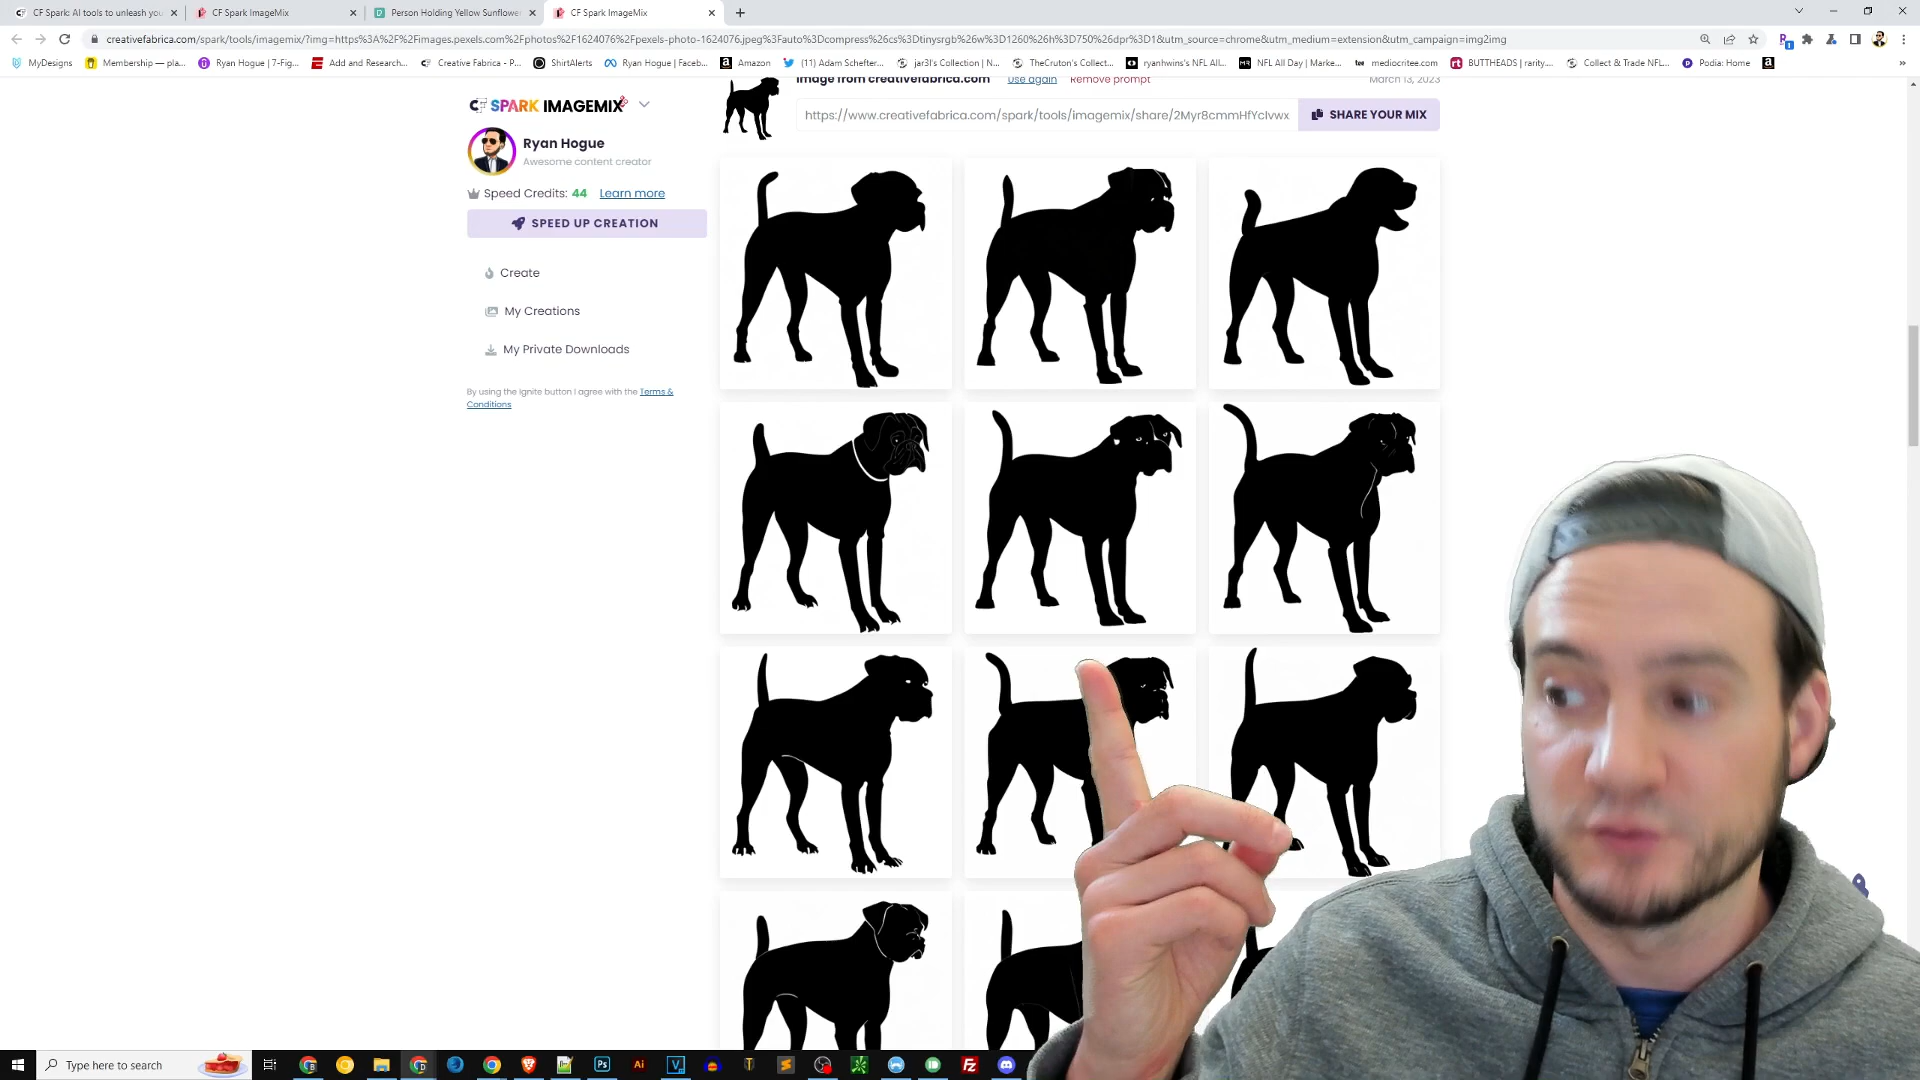 CF Spark: AI tools to unleash you
CF Spark ImageMix
Person Holding Yellow Sunflowe
CF Spark ImageMix
creativefabrica.com/spark/tools/imagemix/?img=https%3A%2F%2Fimages.pexels.com%2Fphotos%2F1624076%2Fpexels-photo-1624076.jpeg%3Fauto%3Dcompress%26cs%3Dtinysrgb%26w%3D1260%26h%3D750%26dpr%3D1&utm_source=chrome&utm_medium=extension&utm_campaign=img2img
MyDesigns
Membership — pla...
Ryan Hogue | 7-Fig...
Add and Research...
Creative Fabrica - P...
ShirtAlerts
Ryan Hogue | Faceb...
Amazon
(11) Adam Schefter...
jar3l's Collection | N...
TheCruton's Collect...
ryanhwins's NFL All...
NFL All Day | Marke...
mediocritee.com
BUTTHEADS | rarity....
Collect & Trade NFL...
Podia: Home
Image from creativefabrica.com
Use again
Remove prompt
March 13, 2023
CF SPARK IMAGEMIX
https://www.creativefabrica.com/spark/tools/imagemix/share/2Myr8cmmHfYcIvwx
SHARE YOUR MIX
Ryan Hogue
Awesome content creator
Speed Credits: 44 Learn more
SPEED UP CREATION
Create
My Creations
My Private Downloads
By using the Ignite button I agree with the Terms &
Conditions
Type here to search